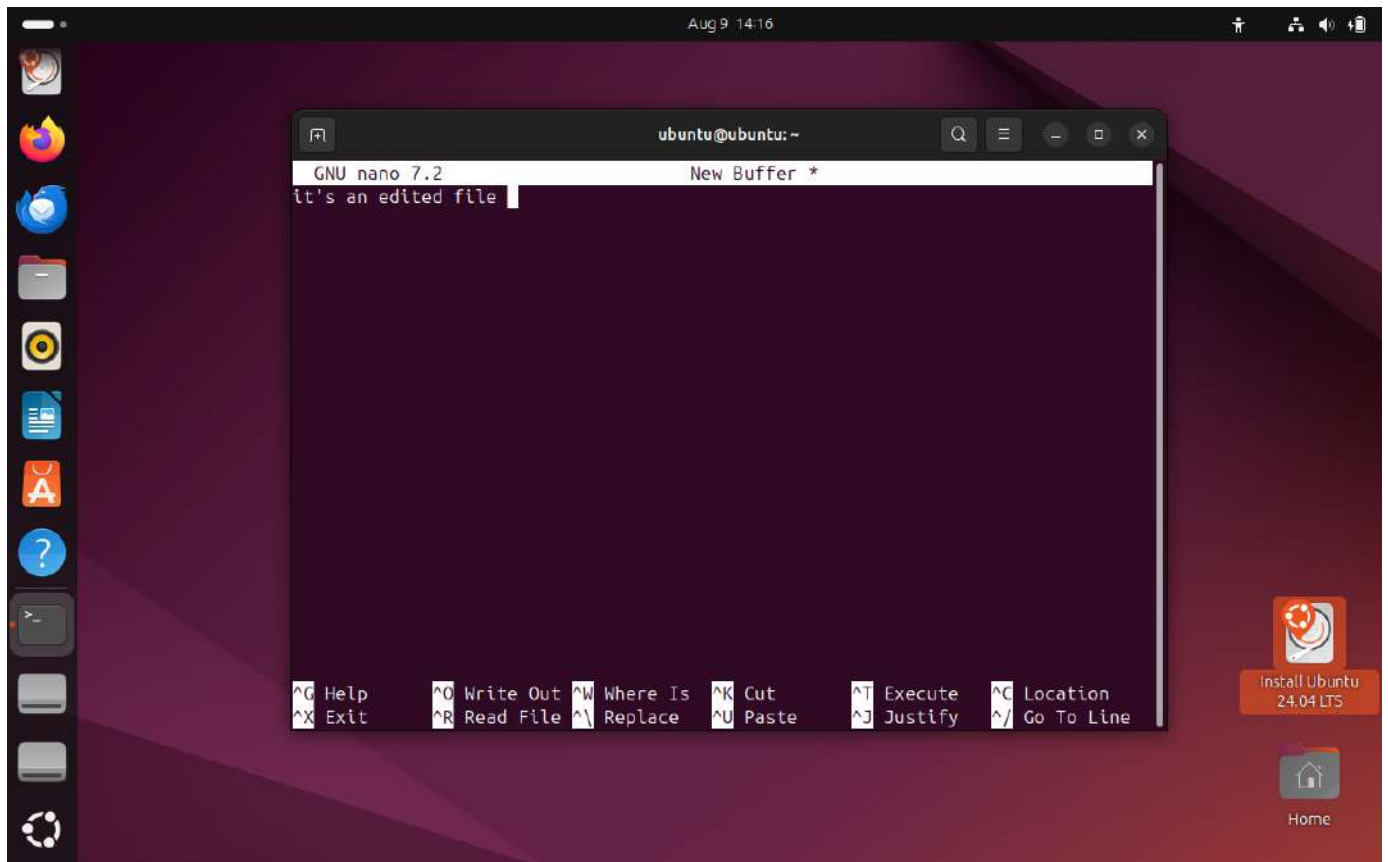 Aug 9 14:16
ubuntu@ubuntu: ~
GNU nano 7.2 New Buffer *
it's an edited file
^G Help ^O Write Out ^W Where Is ^K Cut ^T Execute ^C Location
^X Exit ^R Read File ^\ Replace ^U Paste ^J Justify ^/ Go To Line
Install Ubuntu
24.04 LTS
Home